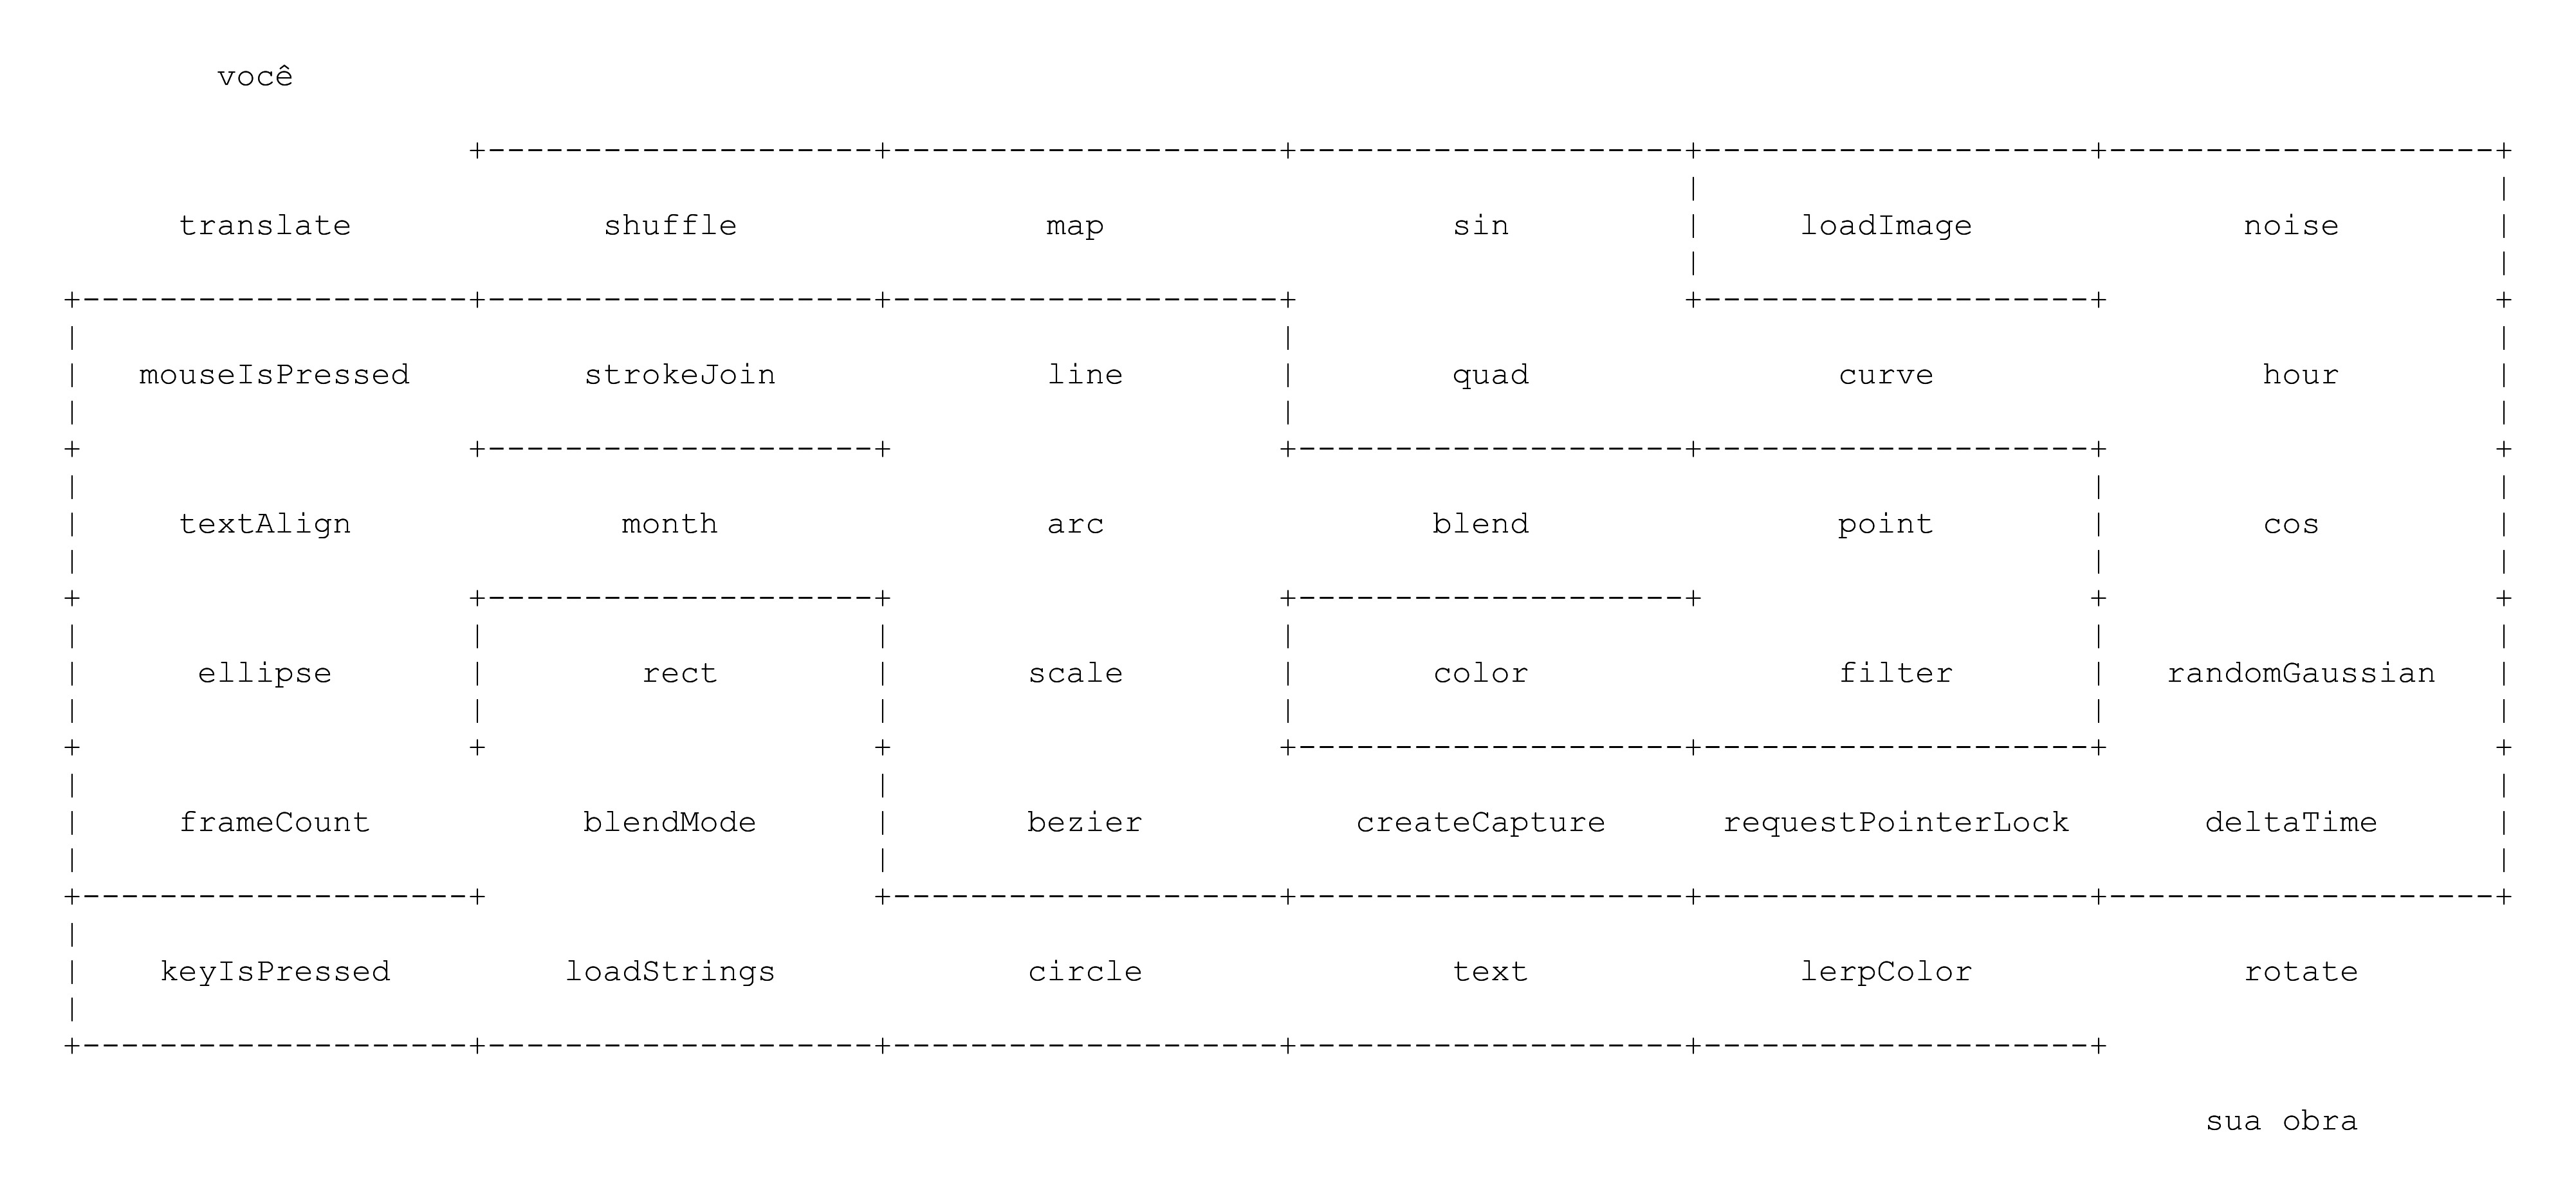 você
translate shuffle map sin loadImage noise
mouseIsPressed strokeJoin line quad curve hour
textAlign month arc blend point cos
ellipse rect scale color filter randomGaussian
frameCount blendMode bezier createCapture requestPointerLock deltaTime
keyIsPressed loadStrings circle text lerpColor rotate
sua obra